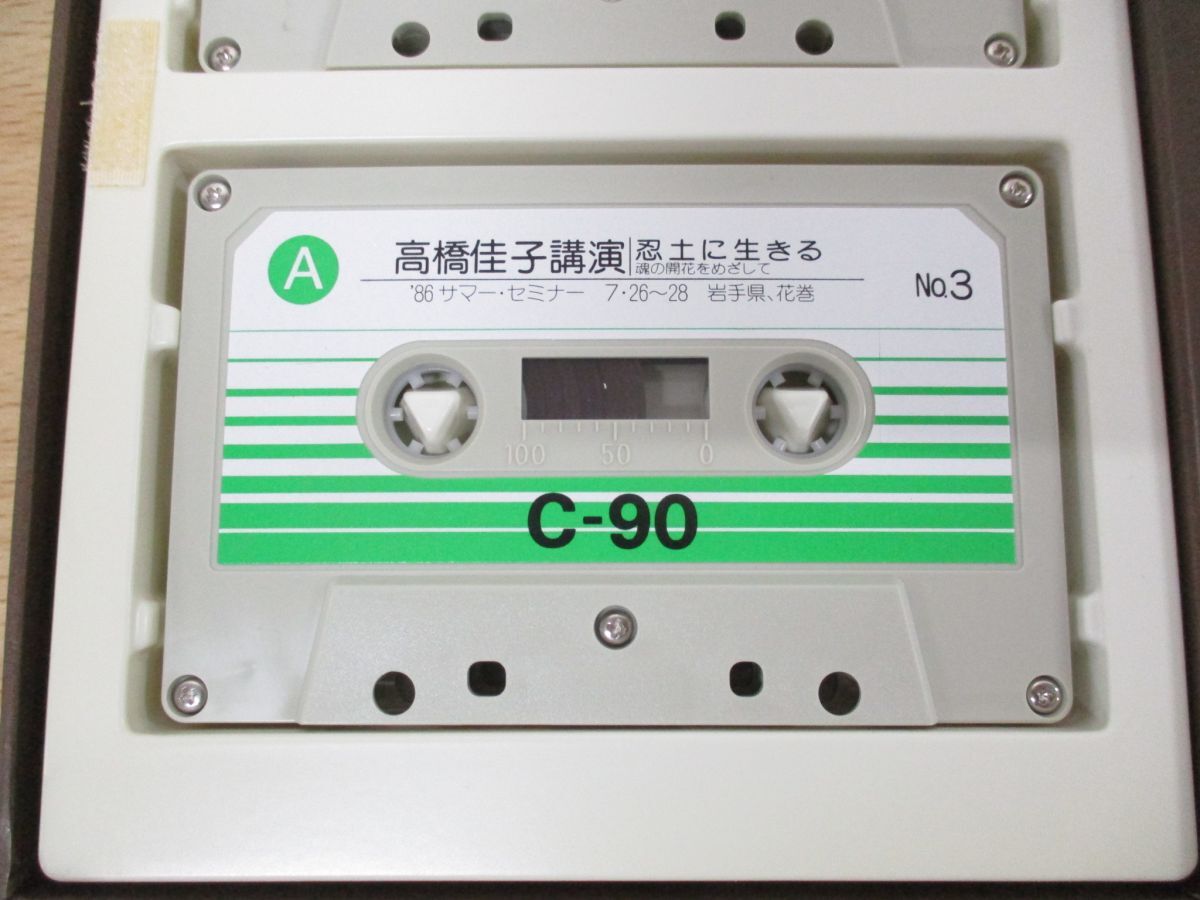 A
高橋佳子講演
忍土に生きる
魂の開花をめざして
'86 サマー・セミナー 7・26〜28 岩手県、花巻
No.3
100 50 0
C-90